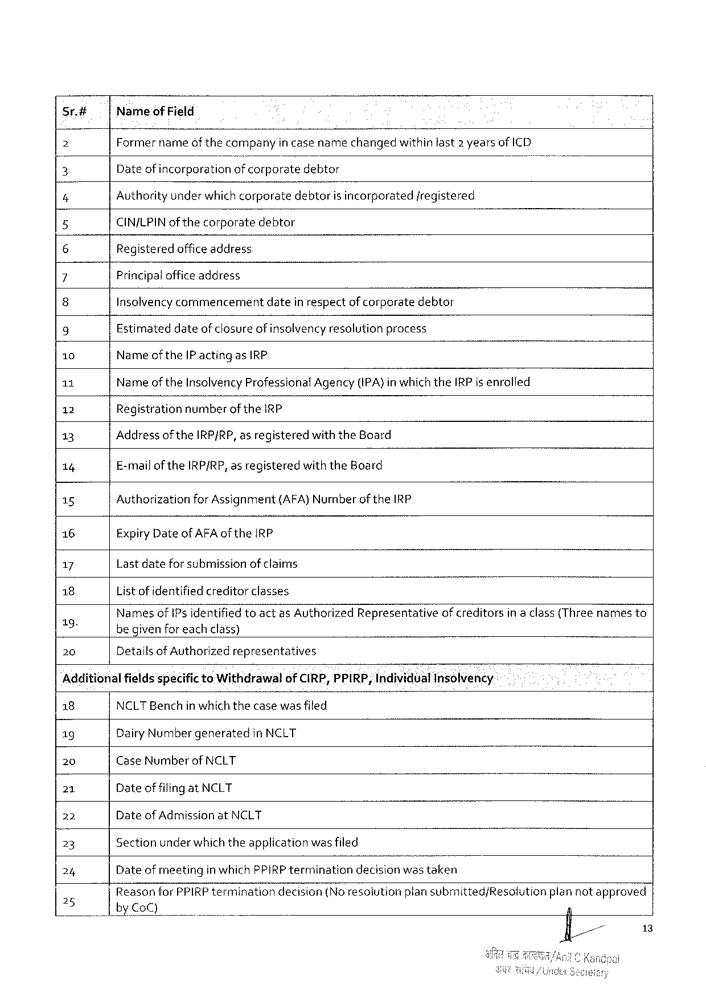 Sr.# Name of Field
2 Former name of the company in case name changed within last 2 years of ICD
3 Date of incorporation of corporate debtor
4 Authority under which corporate debtor is incorporated /registered
5 CIN/LPIN of the corporate debtor
6 Registered office address
7 Principal office address
8 Insolvency commencement date in respect of corporate debtor
9 Estimated date of closure of insolvency resolution process
10 Name of the IP acting as IRP
11 Name of the Insolvency Professional Agency (IPA) in which the IRP is enrolled
12 Registration number of the IRP
13 Address of the IRP/RP, as registered with the Board
14 E-mail of the IRP/RP, as registered with the Board
15 Authorization for Assignment (AFA) Number of the IRP
16 Expiry Date of AFA of the IRP
17 Last date for submission of claims
18 List of identified creditor classes
19. Names of IPs identified to act as Authorized Representative of creditors in a class (Three names to
be given for each class)
20 Details of Authorized representatives
Additional fields specific to Withdrawal of CIRP, PPIRP, Individual Insolvency
18 NCLT Bench in which the case was filed
19 Dairy Number generated in NCLT
20 Case Number of NCLT
21 Date of filing at NCLT
22 Date of Admission at NCLT
23 Section under which the application was filed
24 Date of meeting in which PPIRP termination decision was taken
25 Reason for PPIRP termination decision (No resolution plan submitted/Resolution plan not approved
by CoC)
13
अनिल चन्द्र काण्डपाल/Anil C Kandpal
अवर सचिव/Under Secretary